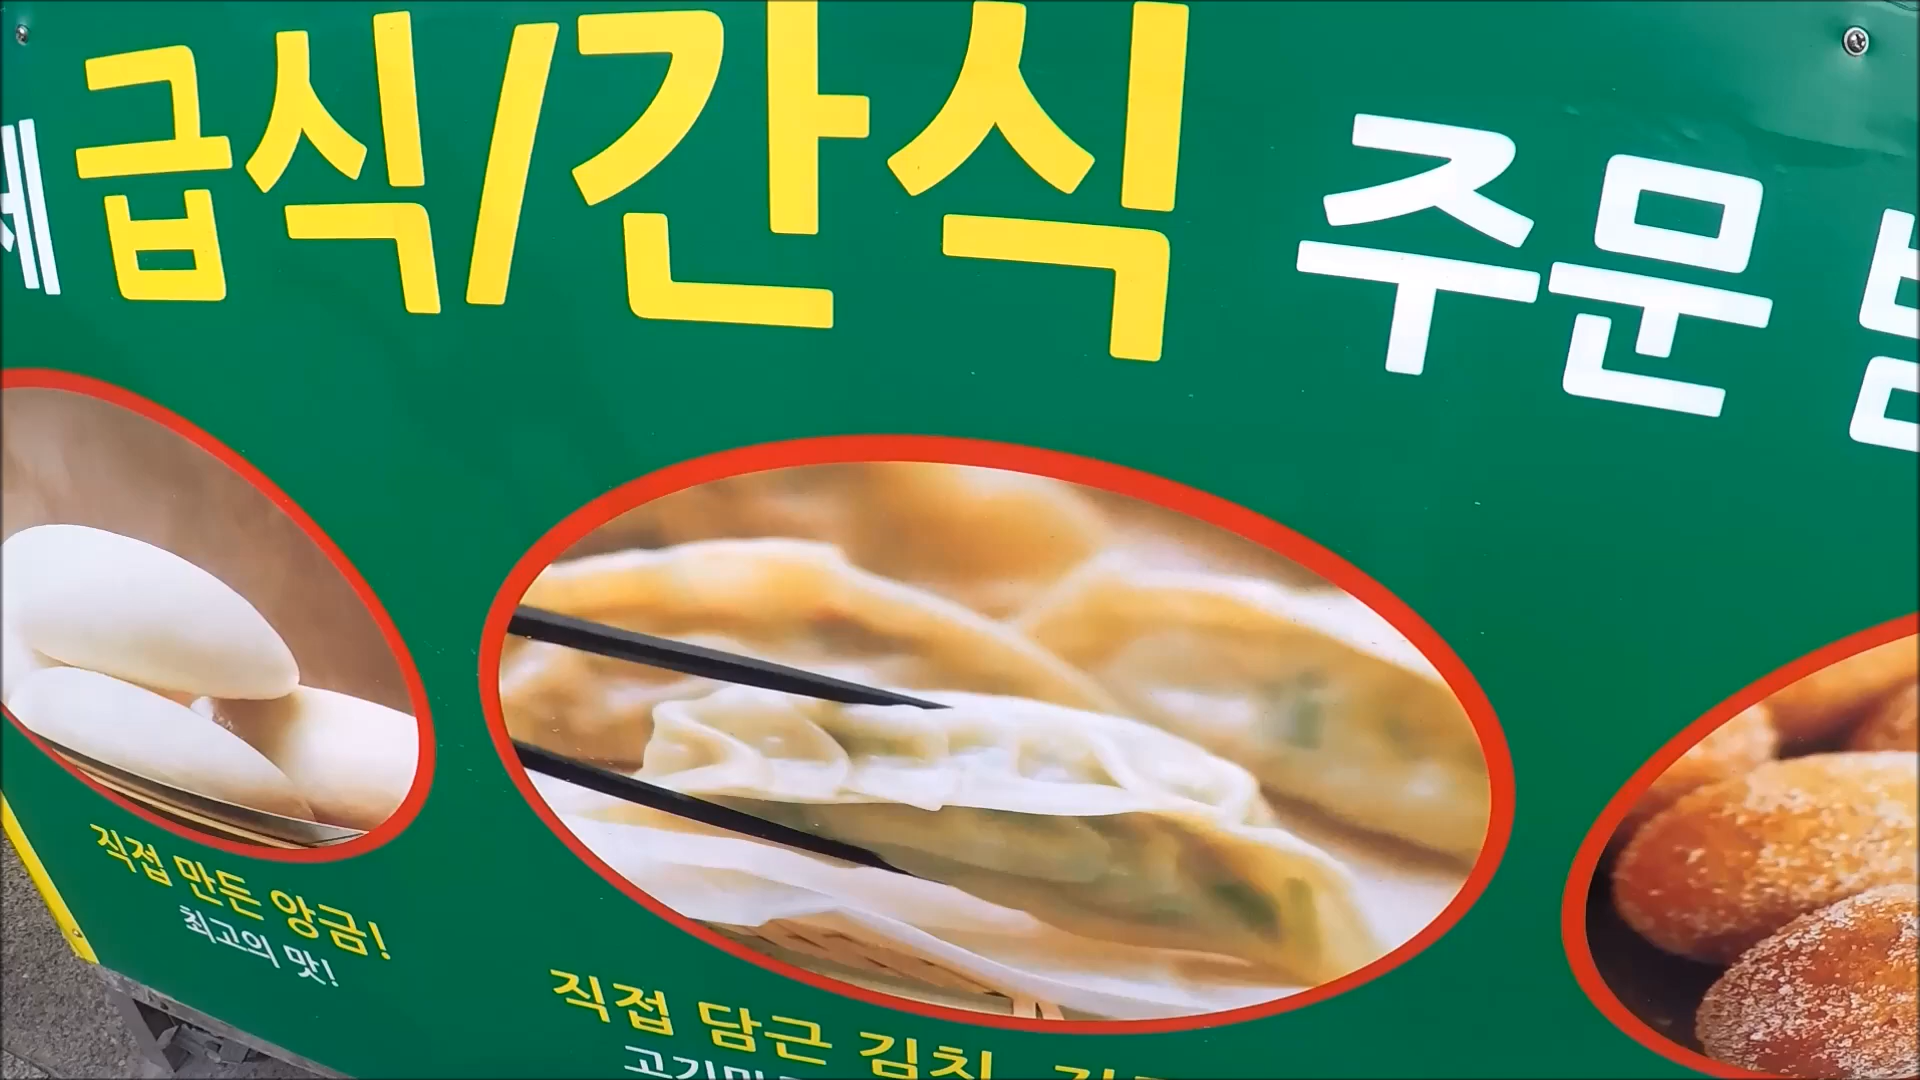 급식/간식 주문
직접 만든 앙금!
최고의 맛!
직접 담근 김치